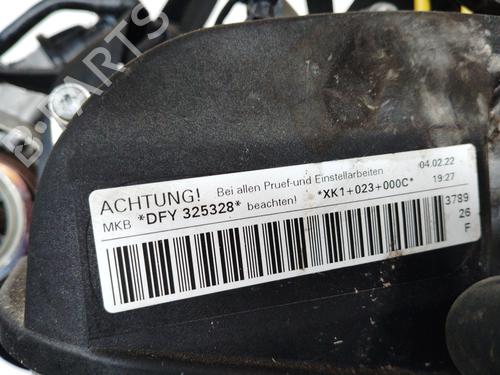 B-PARTS
ACHTUNG! Bei allen Pruef-und Einstellarbeiten 04.02.22
MKB *DFY 325328* beachten! *XK1+023+000C* 19:27
3789
26
F